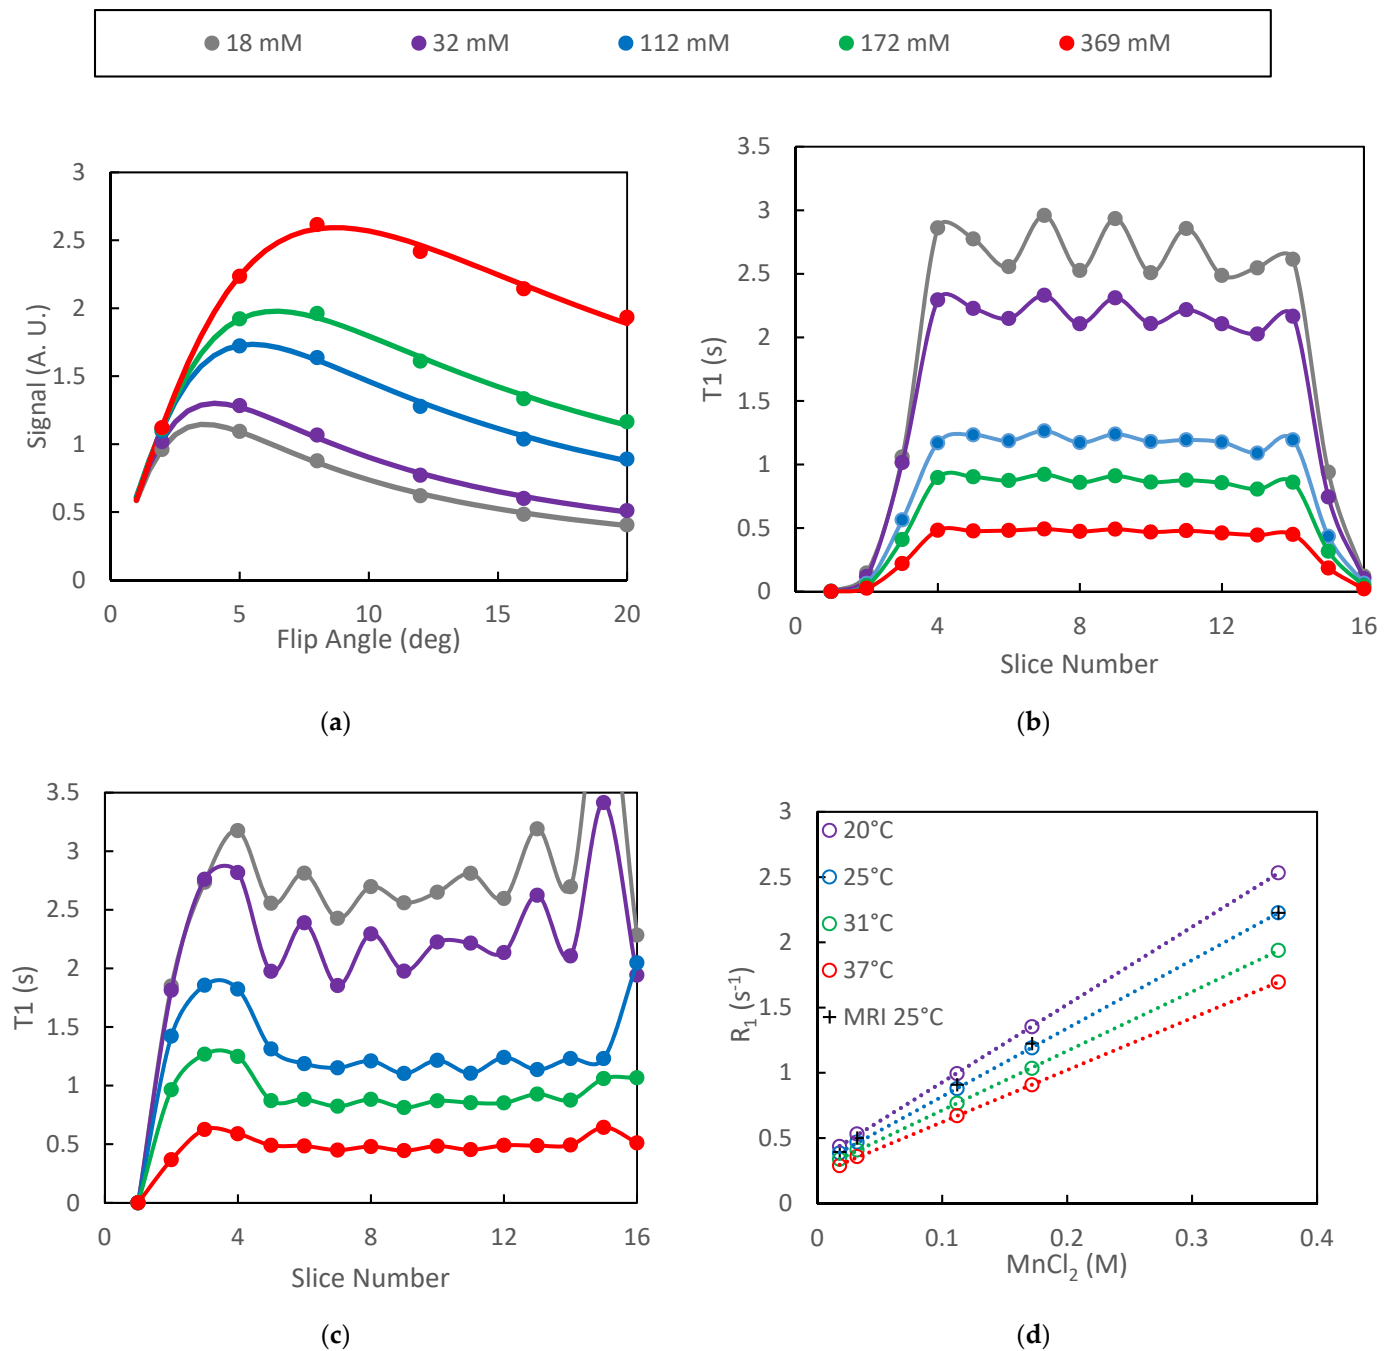 18 mM 32 mM 112 mM 172 mM 369 mM
3
2.5
2
1.5
1
0.5
0
0 5 10 15 20
Signal (A. U.)
Flip Angle (deg)
(a)
3.5
3
2.5
2
1.5
1
0.5
0
0 4 8 12 16
T1 (s)
Slice Number
(b)
3.5
3
2.5
2
1.5
1
0.5
0
0 4 8 12 16
T1 (s)
Slice Number
(c)
3
2.5
2
1.5
1
0.5
0
0 0.1 0.2 0.3 0.4
R₁ (s⁻¹)
MnCl₂ (M)
20°C
25°C
31°C
37°C
MRI 25°C
(d)